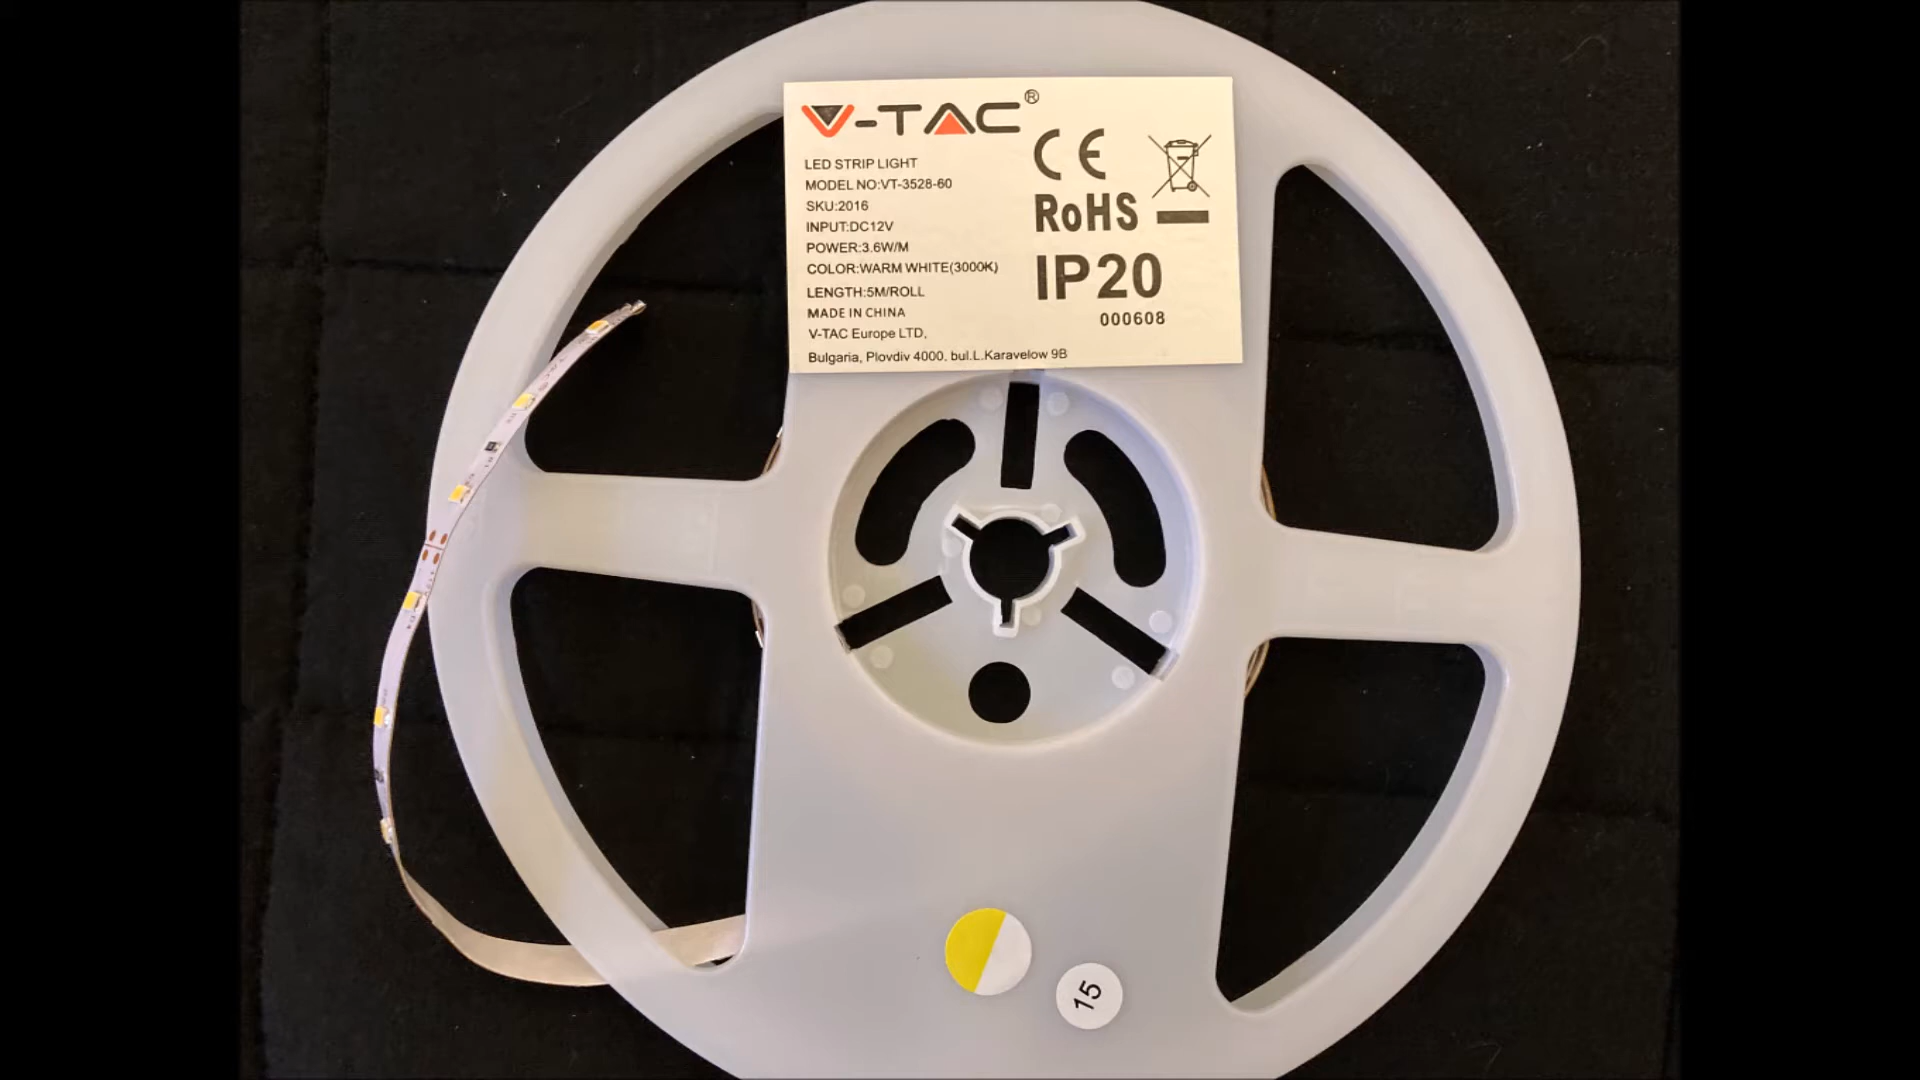 V-TAC®
LED STRIP LIGHT
MODEL NO:VT-3528-60
SKU:2016
INPUT:DC12V
POWER:3.6W/M
COLOR:WARM WHITE(3000K)
LENGTH:5M/ROLL
MADE IN CHINA
V-TAC Europe LTD,
Bulgaria, Plovdiv 4000, bul.L.Karavelow 9B
CE
RoHS
IP20
000608
15